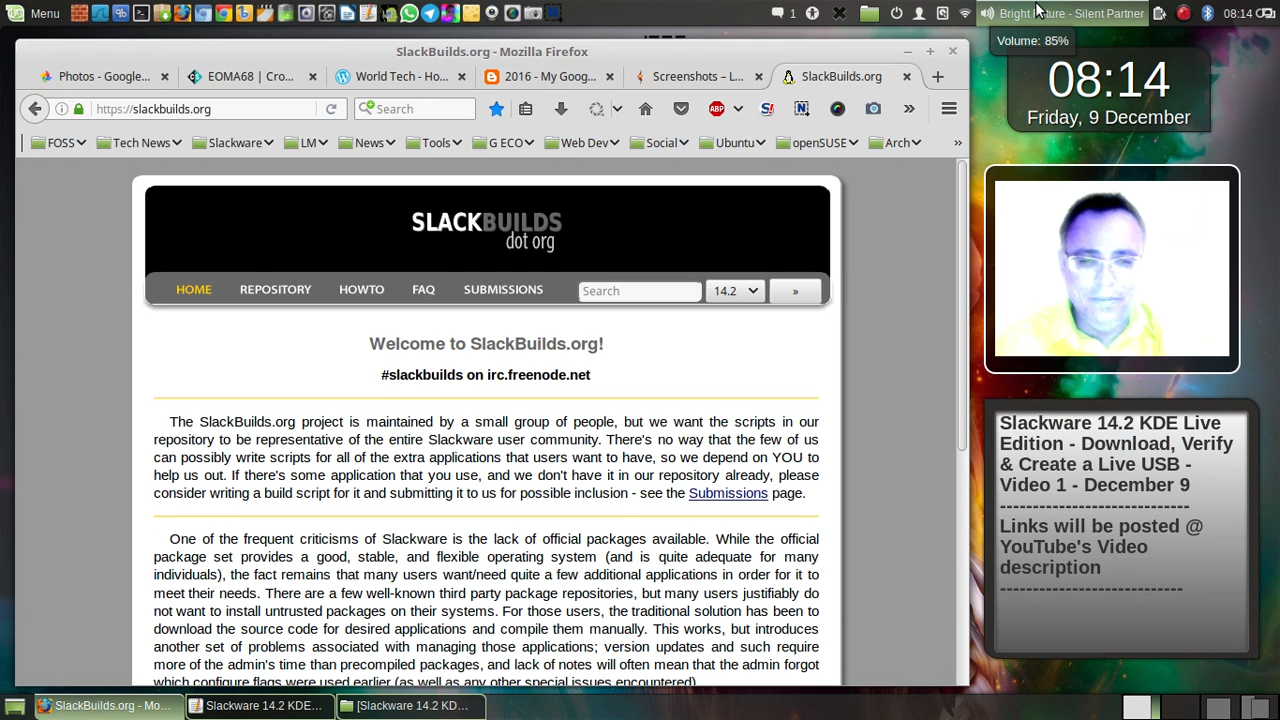 Menu
1
Bright Future - Silent Partner
08:14
Volume: 85%
SlackBuilds.org - Mozilla Firefox
Photos - Google...
EOMA68 | Cro...
World Tech - Ho...
2016 - My Goog...
Screenshots – L...
SlackBuilds.org
https://slackbuilds.org
Search
ABP
FOSS
Tech News
Slackware
LM
News
Tools
G ECO
Web Dev
Social
Ubuntu
openSUSE
Arch
»
08:14
Friday, 9 December
SLACKBUILDS
dot org
HOME
REPOSITORY
HOWTO
FAQ
SUBMISSIONS
Search
14.2
»
Welcome to SlackBuilds.org!
#slackbuilds on irc.freenode.net
The SlackBuilds.org project is maintained by a small group of people, but we want the scripts in our
repository to be representative of the entire Slackware user community. There's no way that the few of us
can possibly write scripts for all of the extra applications that users want to have, so we depend on YOU to
help us out. If there's some application that you use, and we don't have it in our repository already, please
consider writing a build script for it and submitting it to us for possible inclusion - see the Submissions page.
One of the frequent criticisms of Slackware is the lack of official packages available. While the official
package set provides a good, stable, and flexible operating system (and is quite adequate for many
individuals), the fact remains that many users want/need quite a few additional applications in order for it to
meet their needs. There are a few well-known third party package repositories, but many users justifiably do
not want to install untrusted packages on their systems. For those users, the traditional solution has been to
download the source code for desired applications and compile them manually. This works, but introduces
another set of problems associated with managing those applications; version updates and such require
more of the admin's time than precompiled packages, and lack of notes will often mean that the admin forgot
which configure flags were used earlier (as well as any other special issues encountered).
Slackware 14.2 KDE Live
Edition - Download, Verify
& Create a Live USB -
Video 1 - December 9
---------------------------
Links will be posted @
YouTube's Video
description
---------------------------
SlackBuilds.org - Mo...
Slackware 14.2 KDE...
[Slackware 14.2 KD...